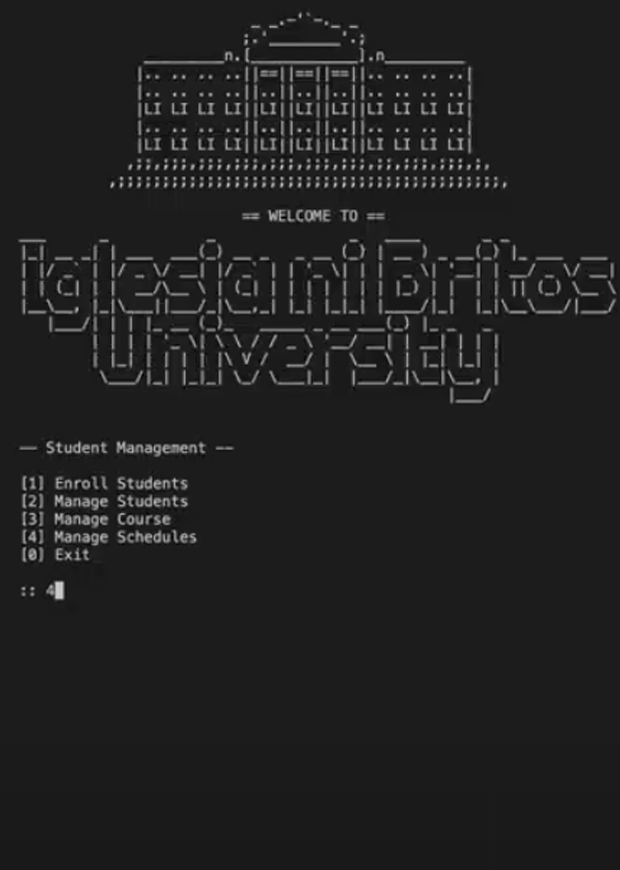 == WELCOME TO ==
Iglesia ni Britos
University
—— Student Management ——
[1] Enroll Students
[2] Manage Students
[3] Manage Course
[4] Manage Schedules
[0] Exit
:: 4